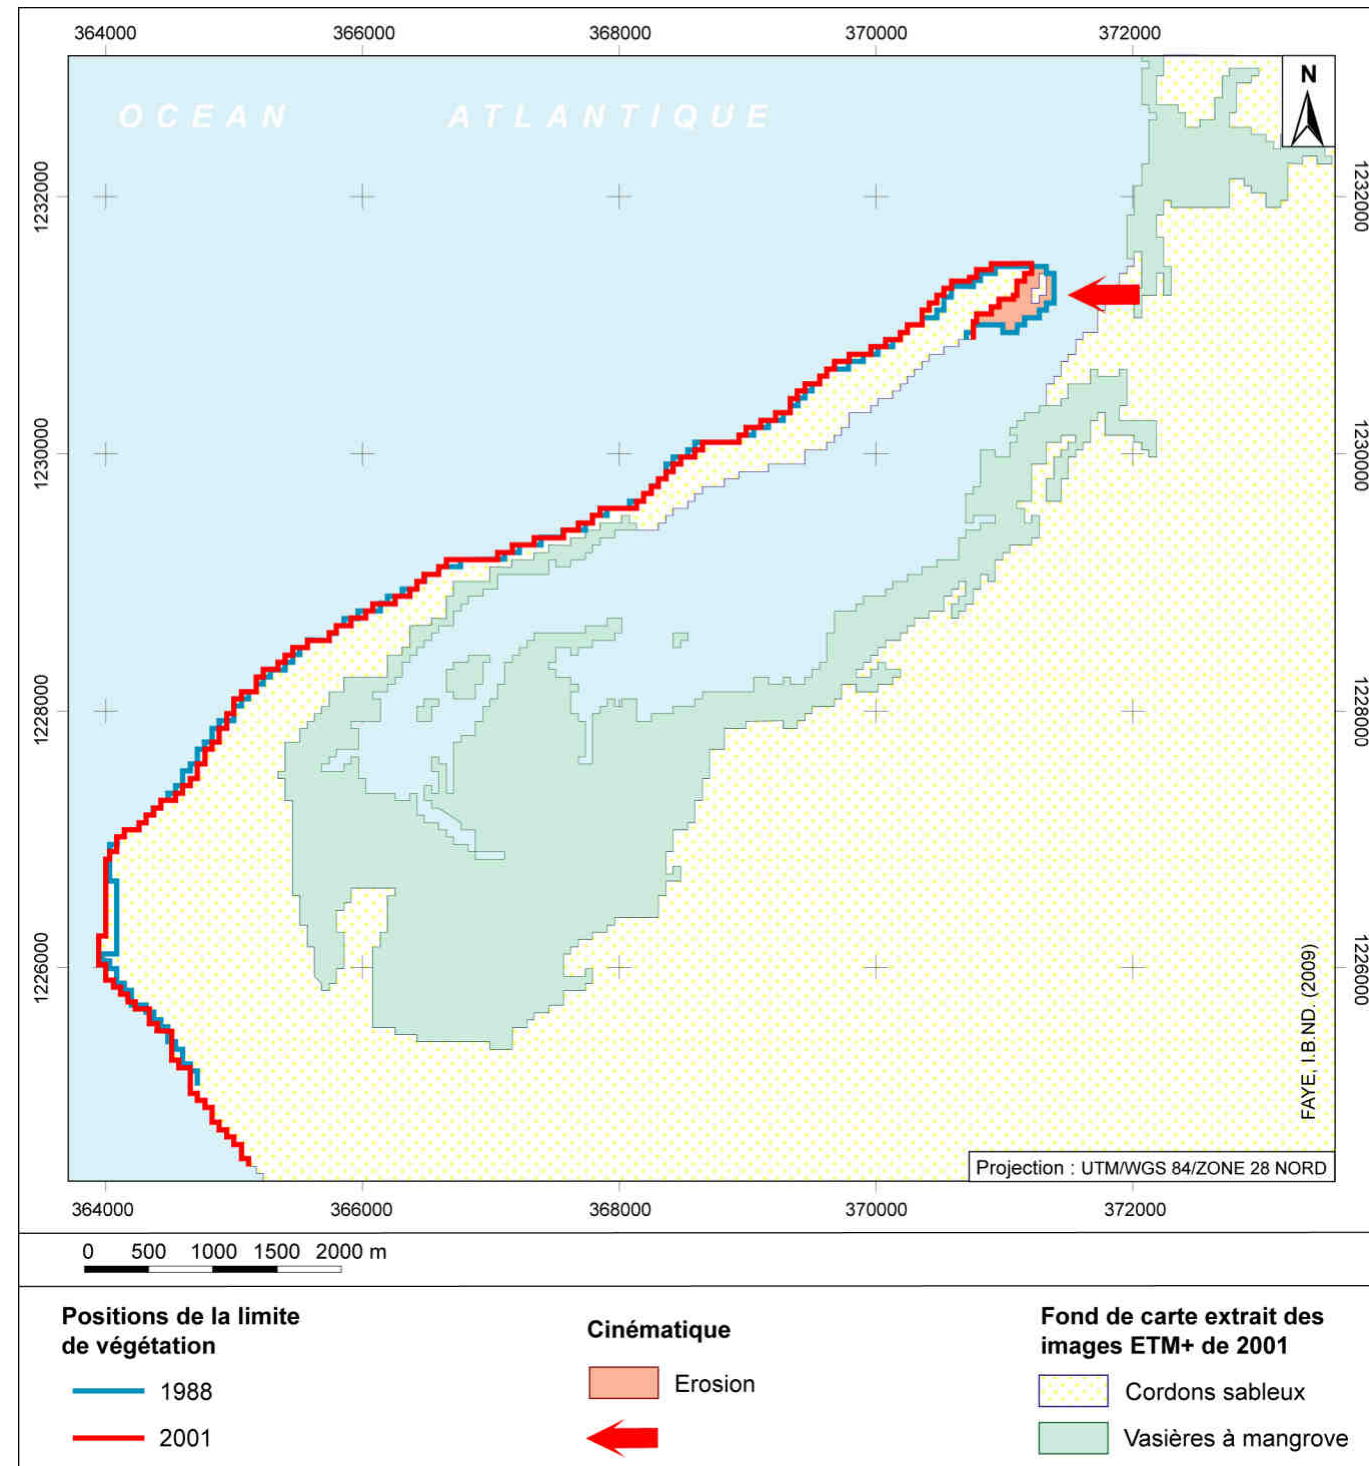 364000 366000 368000 370000 372000
N
OCEAN ATLANTIQUE
1232000 1232000
1230000 1230000
1228000 1228000
1226000 1226000
FAYE, I.B.ND. (2009)
Projection : UTM/WGS 84/ZONE 28 NORD
364000 366000 368000 370000 372000
0 500 1000 1500 2000 m
Positions de la limite
de végétation
1988
2001
Cinématique
Erosion
Fond de carte extrait des
images ETM+ de 2001
Cordons sableux
Vasières à mangrove